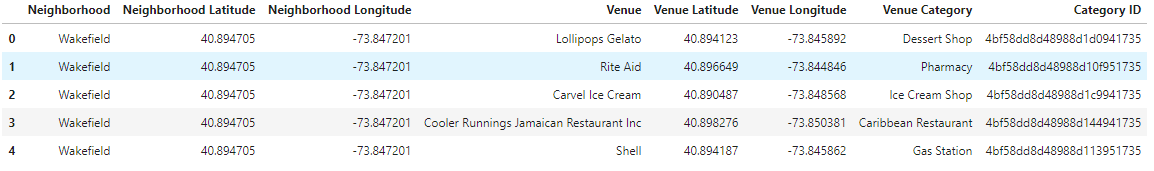 Neighborhood Neighborhood Latitude Neighborhood Longitude Venue Venue Latitude Venue Longitude Venue Category Category ID
0 Wakefield 40.894705 -73.847201 Lollipops Gelato 40.894123 -73.845892 Dessert Shop 4bf58dd8d48988d1d0941735
1 Wakefield 40.894705 -73.847201 Rite Aid 40.896649 -73.844846 Pharmacy 4bf58dd8d48988d10f951735
2 Wakefield 40.894705 -73.847201 Carvel Ice Cream 40.890487 -73.848568 Ice Cream Shop 4bf58dd8d48988d1c9941735
3 Wakefield 40.894705 -73.847201 Cooler Runnings Jamaican Restaurant Inc 40.898276 -73.850381 Caribbean Restaurant 4bf58dd8d48988d144941735
4 Wakefield 40.894705 -73.847201 Shell 40.894187 -73.845862 Gas Station 4bf58dd8d48988d113951735